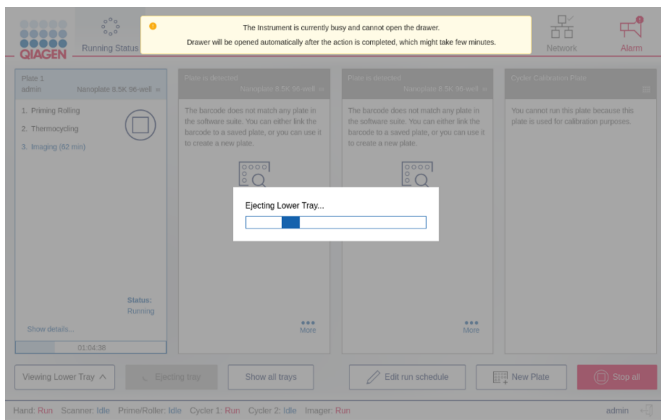 The Instrument is currently busy and cannot open the drawer.
Drawer will be opened automatically after the action is completed, which might take few minutes.
QIAGEN
Running Status
Network
Alarm
Plate 1
admin
Nanoplate 8.5K 96-well
1. Priming Rolling
2. Thermocycling
3. Imaging (62 min)
Status:
Running
Show details...
01:04:38
Plate is detected
Nanoplate 8.5K 96-well
The barcode does not match any plate in
the software suite. You can either link the
barcode to a saved plate, or you can use it
to create a new plate.
More
Plate is detected
Nanoplate 8.5K 96-well
The barcode does not match any plate in
the software suite. You can either link the
barcode to a saved plate, or you can use it
to create a new plate.
More
Cycler Calibration Plate
You cannot run this plate because this
plate is used for calibration purposes.
Ejecting Lower Tray...
Viewing Lower Tray
Ejecting tray
Show all trays
Edit run schedule
New Plate
Stop all
Hand: Run Scanner: Idle Prime/Roller: Idle Cycler 1: Run Cycler 2: Idle Imager: Run
admin